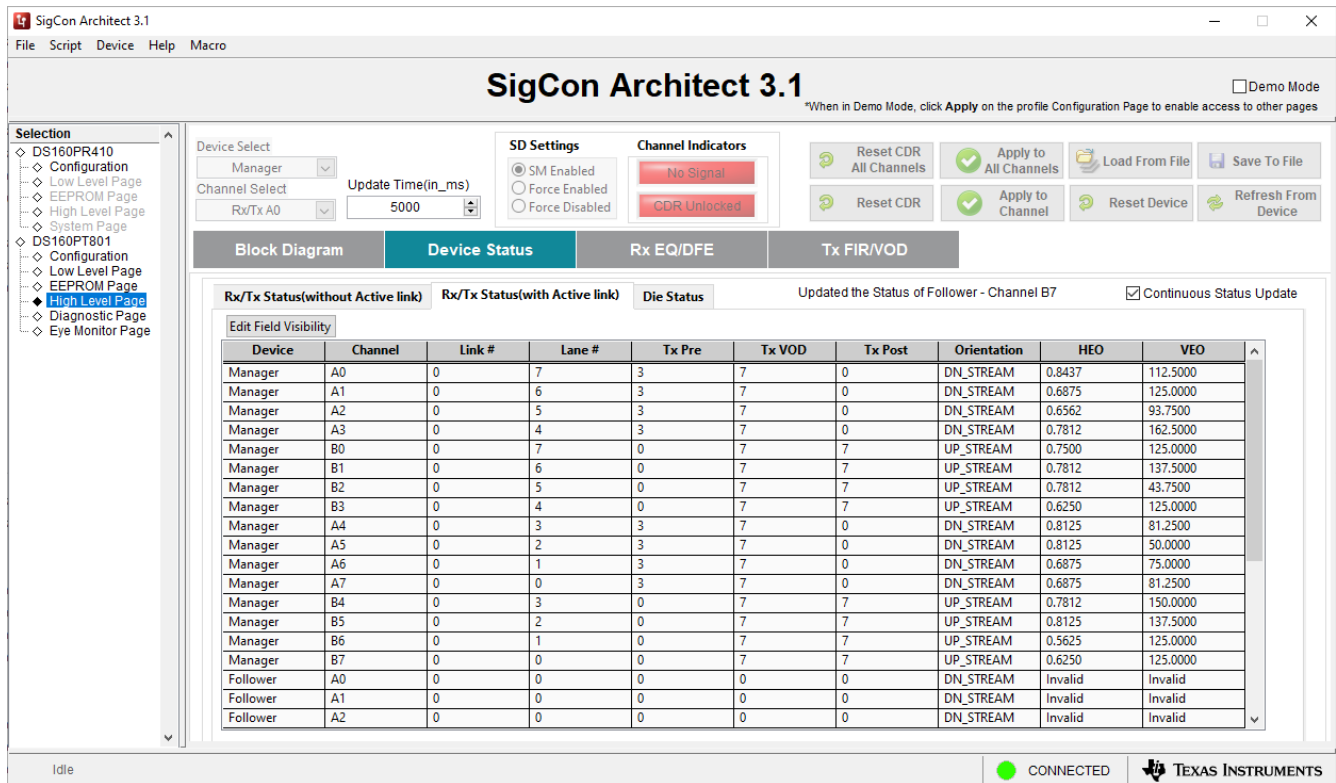 SigCon Architect 3.1
File Script Device Help Macro
SigCon Architect 3.1
Demo Mode
*When in Demo Mode, click Apply on the profile Configuration Page to enable access to other pages
Selection
DS160PR410
Configuration
Low Level Page
EEPROM Page
High Level Page
System Page
DS160PT801
Configuration
Low Level Page
EEPROM Page
High Level Page
Diagnostic Page
Eye Monitor Page
Device Select
Manager
Channel Select
Rx/Tx A0
Update Time(in_ms)
5000
SD Settings
SM Enabled
Force Enabled
Force Disabled
Channel Indicators
No Signal
CDR Unlocked
Reset CDR
All Channels
Apply to
All Channels
Load From File
Save To File
Reset CDR
Apply to
Channel
Reset Device
Refresh From
Device
Block Diagram Device Status Rx EQ/DFE Tx FIR/VOD
Rx/Tx Status(without Active link) Rx/Tx Status(with Active link) Die Status Updated the Status of Follower - Channel B7 Continuous Status Update
Edit Field Visibility
Device Channel Link # Lane # Tx Pre Tx VOD Tx Post Orientation HEO VEO
Manager A0 0 7 3 7 0 DN_STREAM 0.8437 112.5000
Manager A1 0 6 3 7 0 DN_STREAM 0.6875 125.0000
Manager A2 0 5 3 7 0 DN_STREAM 0.6562 93.7500
Manager A3 0 4 3 7 0 DN_STREAM 0.7812 162.5000
Manager B0 0 7 0 7 7 UP_STREAM 0.7500 125.0000
Manager B1 0 6 0 7 7 UP_STREAM 0.7812 137.5000
Manager B2 0 5 0 7 7 UP_STREAM 0.7812 43.7500
Manager B3 0 4 0 7 7 UP_STREAM 0.6250 125.0000
Manager A4 0 3 3 7 0 DN_STREAM 0.8125 81.2500
Manager A5 0 2 3 7 0 DN_STREAM 0.8125 50.0000
Manager A6 0 1 3 7 0 DN_STREAM 0.6875 75.0000
Manager A7 0 0 3 7 0 DN_STREAM 0.6875 81.2500
Manager B4 0 3 0 7 7 UP_STREAM 0.7812 150.0000
Manager B5 0 2 0 7 7 UP_STREAM 0.8125 137.5000
Manager B6 0 1 0 7 7 UP_STREAM 0.5625 125.0000
Manager B7 0 0 0 7 7 UP_STREAM 0.6250 125.0000
Follower A0 0 0 0 0 0 DN_STREAM Invalid Invalid
Follower A1 0 0 0 0 0 DN_STREAM Invalid Invalid
Follower A2 0 0 0 0 0 DN_STREAM Invalid Invalid
Idle
CONNECTED
TEXAS INSTRUMENTS